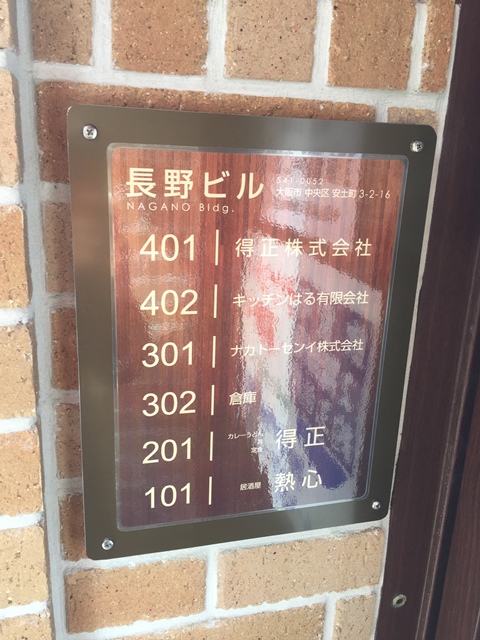 長野ビル
541-0052
大阪市 中央区 安土町 3-2-16
NAGANO Bldg.
401 得正株式会社
402 キッチンはる有限会社
301 ナカトーセンイ株式会社
302 倉庫
201 カレーうどん 定食 得正
101 居酒屋 熱心